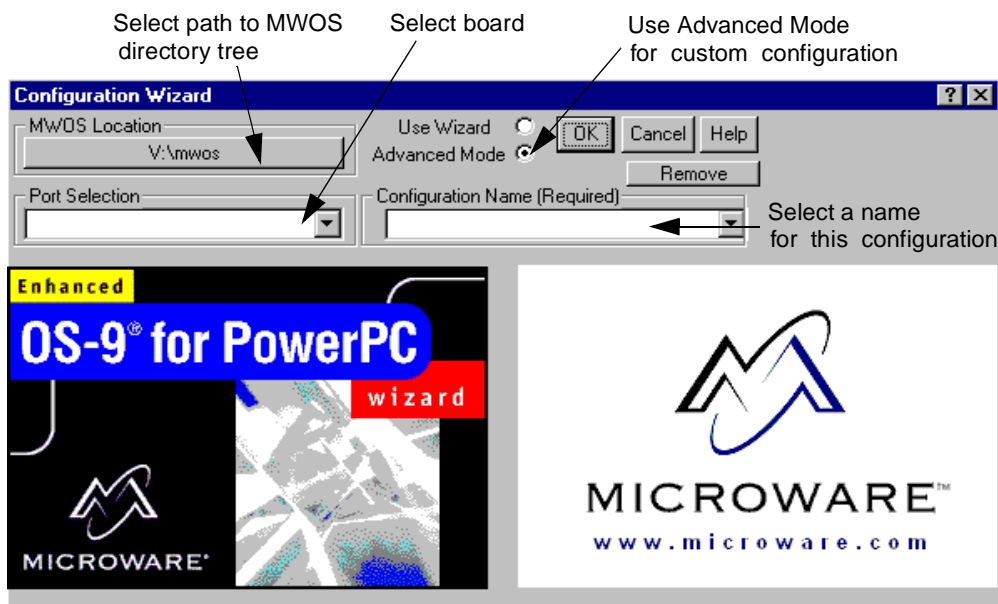 Select path to MWOS
directory tree
Select board
Use Advanced Mode
for custom configuration
Configuration Wizard
MWOS Location
V:\mwos
Use Wizard
Advanced Mode
OK
Cancel
Help
Remove
Port Selection
Configuration Name (Required)
Select a name
for this configuration
Enhanced
OS-9® for PowerPC
wizard
MICROWARE®
MICROWARE™
www.microware.com